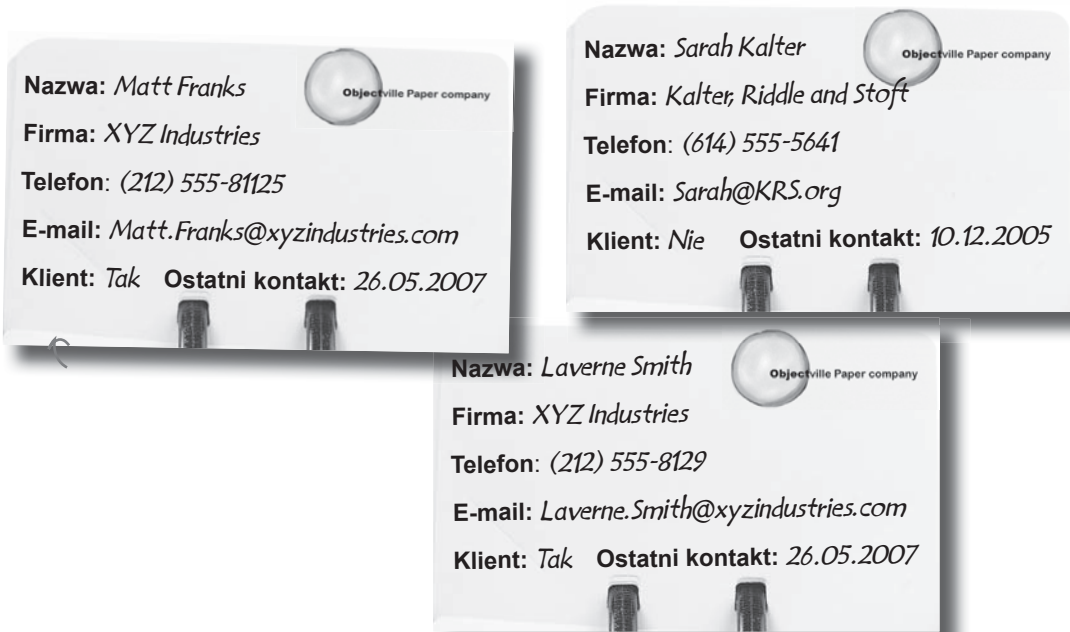 Nazwa: Matt Franks
Objectville Paper company
Firma: XYZ Industries
Telefon: (212) 555-81125
E-mail: Matt.Franks@xyzindustries.com
Klient: Tak Ostatni kontakt: 26.05.2007
Nazwa: Sarah Kalter
Objectville Paper company
Firma: Kalter, Riddle and Stoft
Telefon: (614) 555-5641
E-mail: Sarah@KRS.org
Klient: Nie Ostatni kontakt: 10.12.2005
Nazwa: Laverne Smith
Objectville Paper company
Firma: XYZ Industries
Telefon: (212) 555-8129
E-mail: Laverne.Smith@xyzindustries.com
Klient: Tak Ostatni kontakt: 26.05.2007